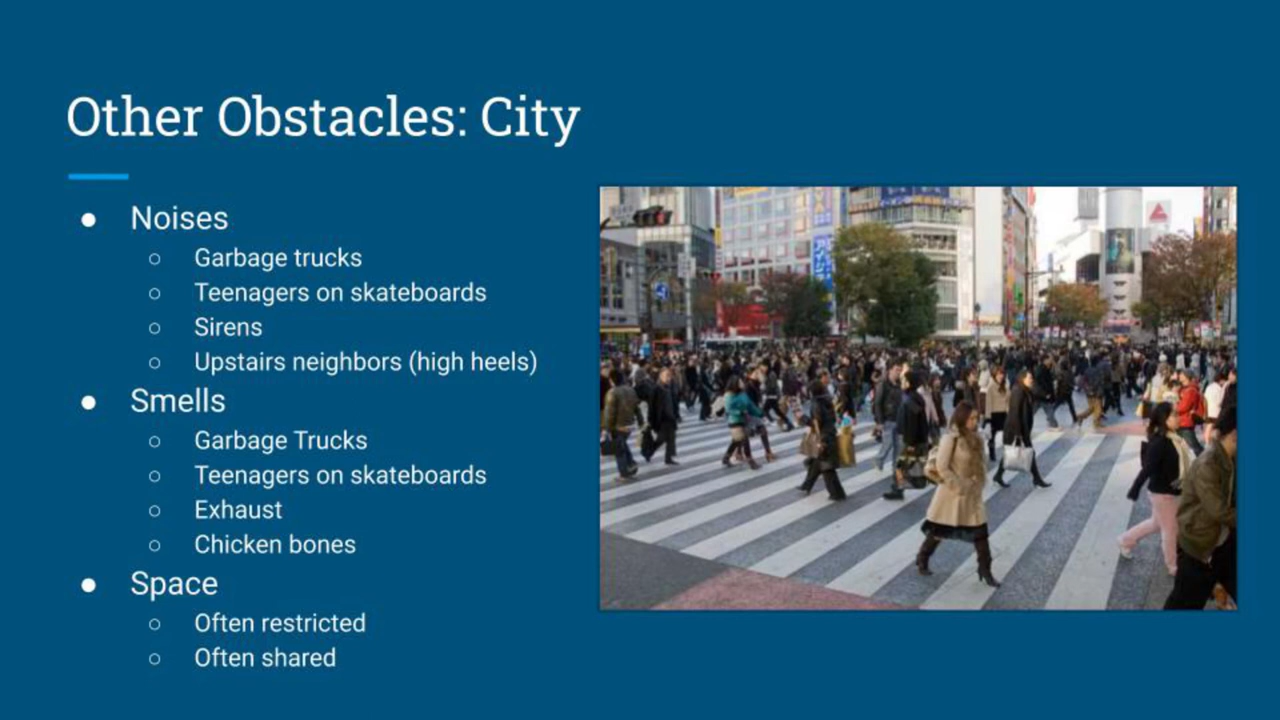 Other Obstacles: City
● Noises
○ Garbage trucks
○ Teenagers on skateboards
○ Sirens
○ Upstairs neighbors (high heels)
● Smells
○ Garbage Trucks
○ Teenagers on skateboards
○ Exhaust
○ Chicken bones
● Space
○ Often restricted
○ Often shared